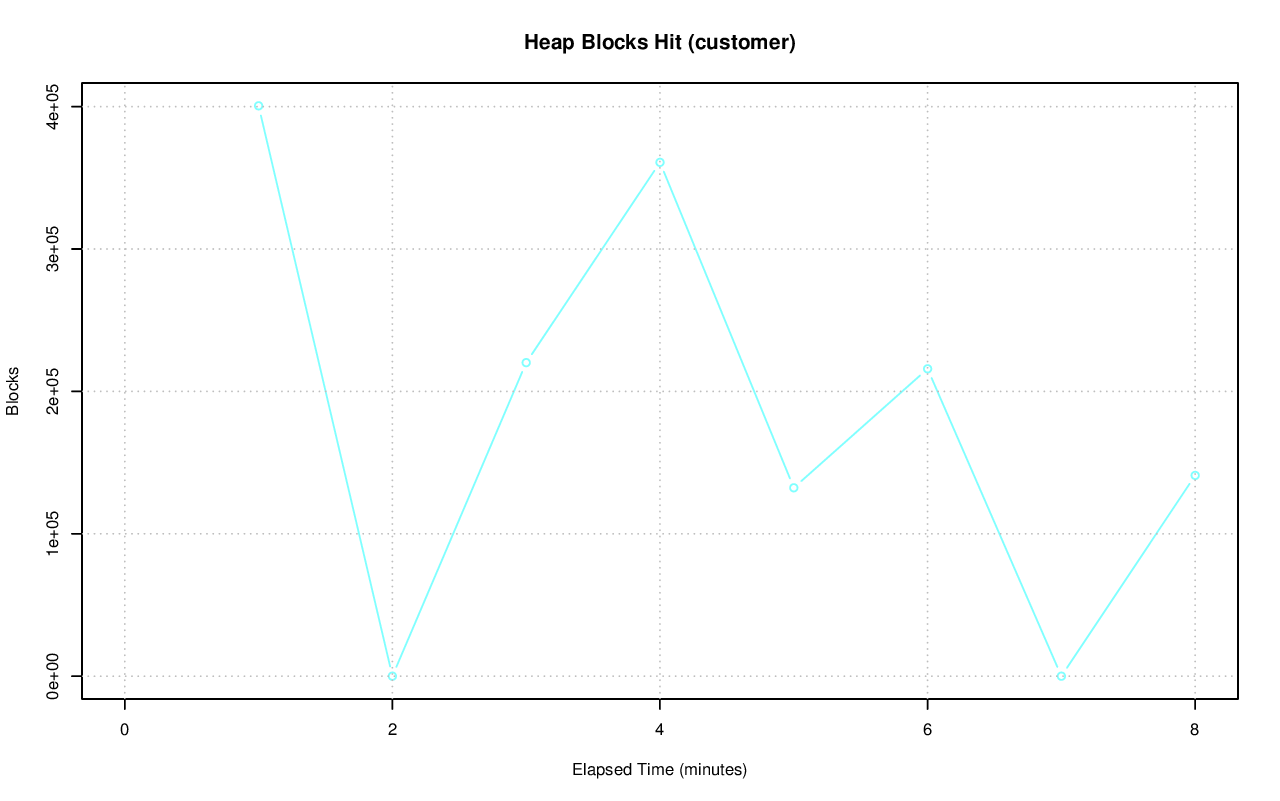 Heap Blocks Hit (customer)
Blocks
4e+05
3e+05
2e+05
1e+05
0e+00
0 2 4 6 8
Elapsed Time (minutes)